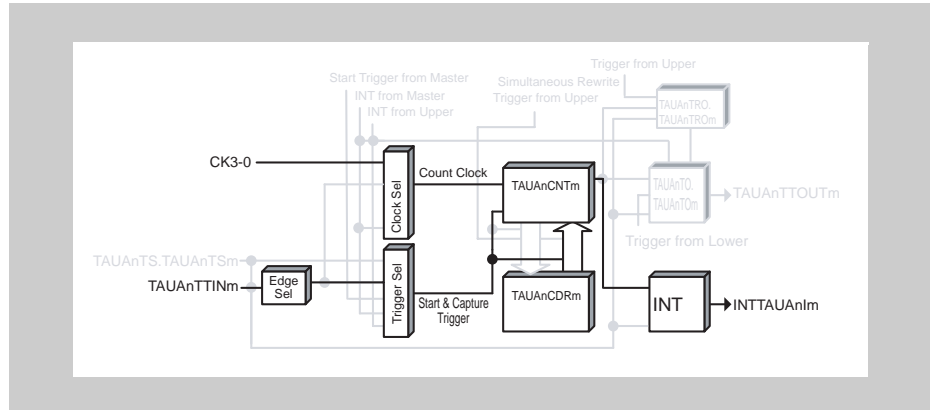 Trigger from Upper
Start Trigger from Master
Simultaneous Rewrite
Trigger from Upper
INT from Master
INT from Upper
TAUAnTRO.
TAUAnTROm
CK3-0
Clock Sel
Count Clock
TAUAnCNTm
TAUAnTO.
TAUAnTOm
TAUAnTTOUTm
Trigger from Lower
TAUAnTS.TAUAnTSm
TAUAnTTINm
Edge
Sel
Trigger Sel
Start & Capture
Trigger
TAUAnCDRm
INT
INTTAUAnIm